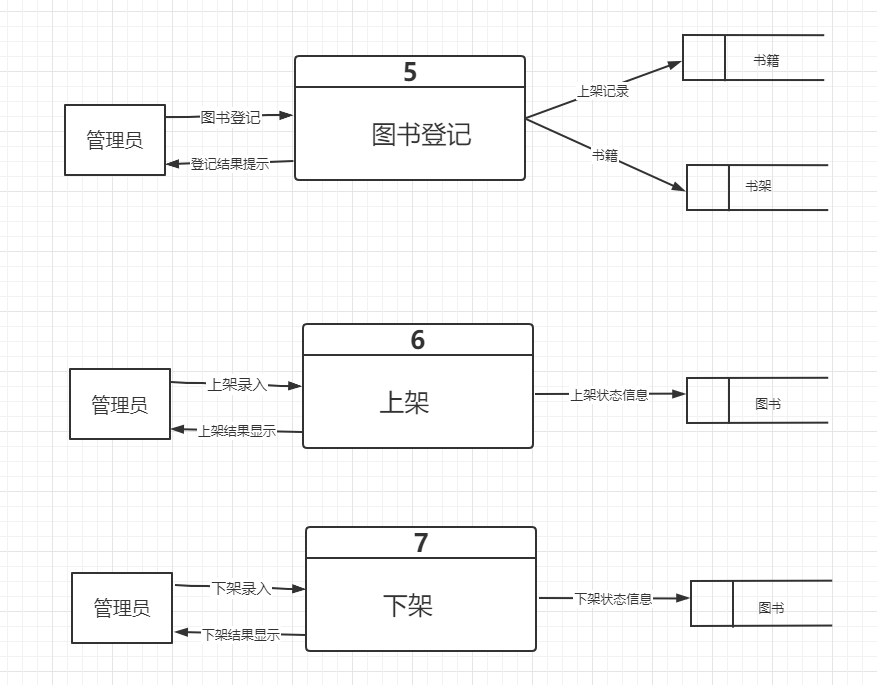 5
书籍
上架记录
管理员
图书登记
图书登记
登记结果提示
书籍
书架
6
管理员
上架录入
上架
上架状态信息
图书
上架结果显示
7
管理员
下架录入
下架
下架状态信息
图书
下架结果显示